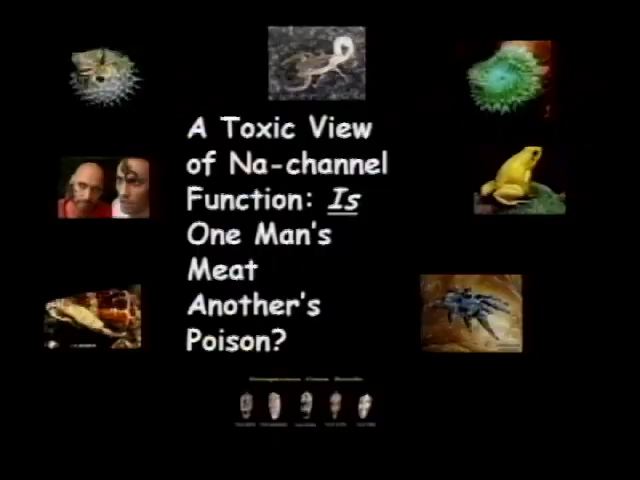 A Toxic View
of Na-channel
Function: Is
One Man's
Meat
Another's
Poison?